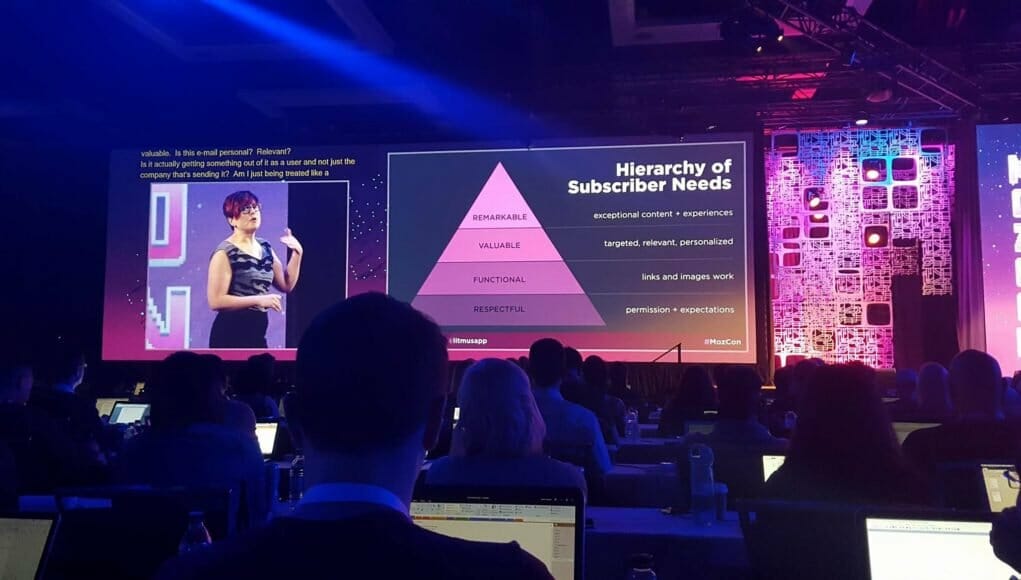 valuable. Is this e-mail personal? Relevant?
Is it actually getting something out of it as a user and not just the
company that's sending it? Am I just being treated like a
Hierarchy of
Subscriber Needs
REMARKABLE
exceptional content + experiences
VALUABLE
targeted, relevant, personalized
FUNCTIONAL
links and images work
RESPECTFUL
permission + expectations
litmusapp
#MozCon